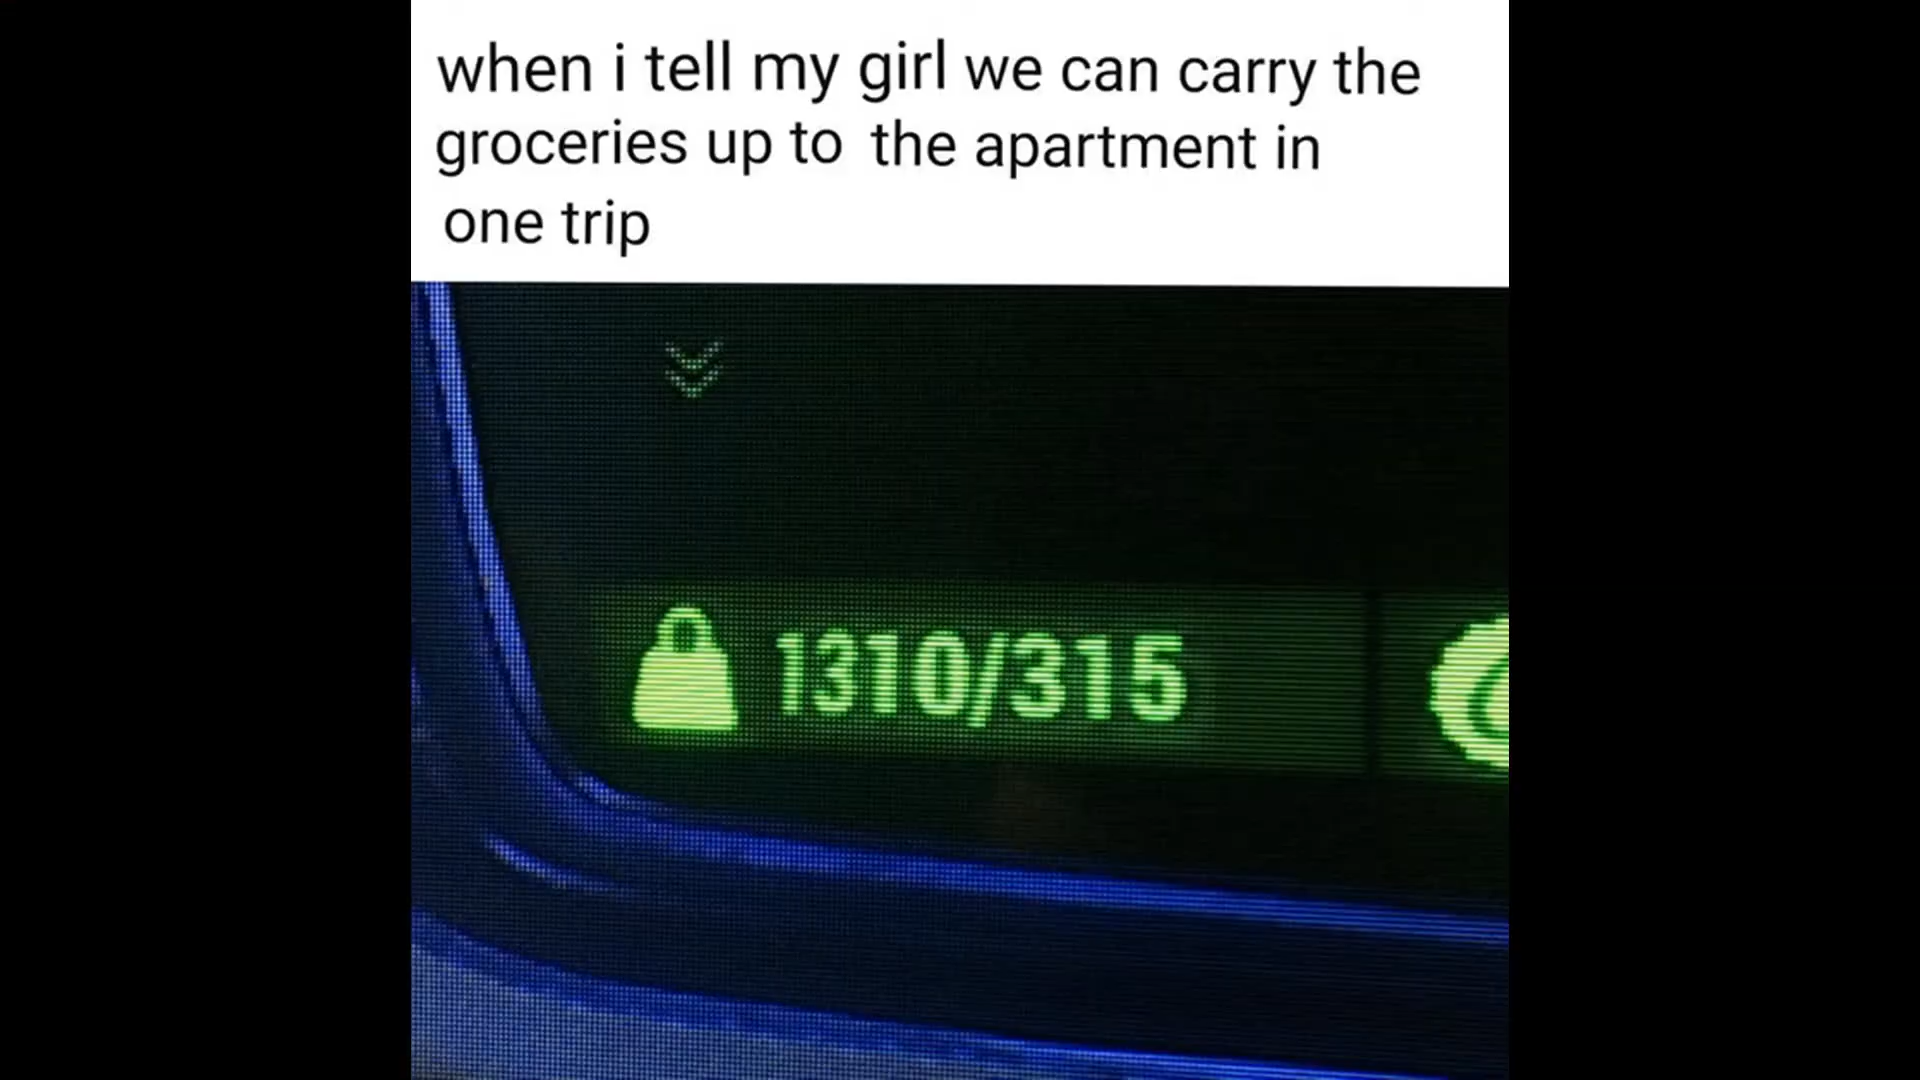 when i tell my girl we can carry the
groceries up to the apartment in
one trip
1310/315